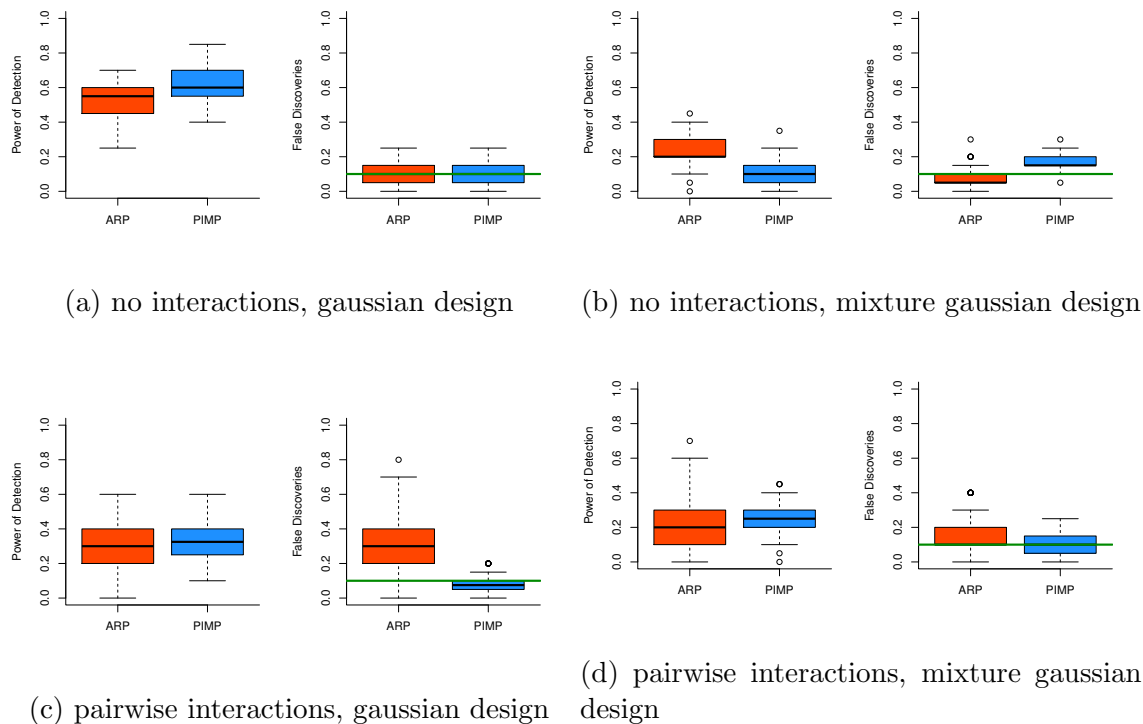 Power of Detection
0.0 0.2 0.4 0.6 0.8 1.0
ARP PIMP
False Discoveries
0.0 0.2 0.4 0.6 0.8 1.0
ARP PIMP
(a) no interactions, gaussian design
Power of Detection
0.0 0.2 0.4 0.6 0.8 1.0
ARP PIMP
False Discoveries
0.0 0.2 0.4 0.6 0.8 1.0
ARP PIMP
(b) no interactions, mixture gaussian design
Power of Detection
0.0 0.2 0.4 0.6 0.8 1.0
ARP PIMP
False Discoveries
0.0 0.2 0.4 0.6 0.8 1.0
ARP PIMP
(c) pairwise interactions, gaussian design
Power of Detection
0.0 0.2 0.4 0.6 0.8 1.0
ARP PIMP
False Discoveries
0.0 0.2 0.4 0.6 0.8 1.0
ARP PIMP
(d) pairwise interactions, mixture gaussian
design